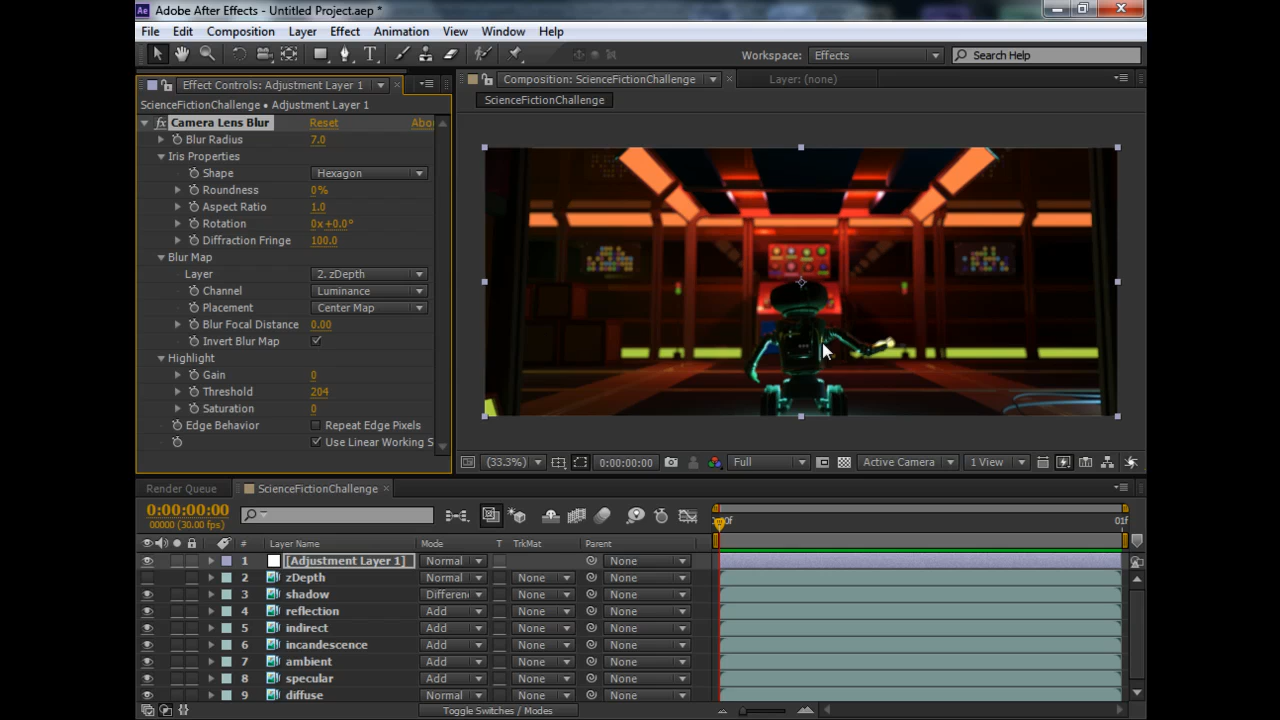 Ae Adobe After Effects - Untitled Project.aep *
File Edit Composition Layer Effect Animation View Window Help
T Workspace: Effects Search Help
Effect Controls: Adjustment Layer 1
Composition: ScienceFictionChallenge
Layer: (none)
ScienceFictionChallenge • Adjustment Layer 1
ScienceFictionChallenge
fx Camera Lens Blur Reset Abo
Blur Radius 7.0
Iris Properties
Shape Hexagon
Roundness 0%
Aspect Ratio 1.0
Rotation 0x+0.0°
Diffraction Fringe 100.0
Blur Map
Layer 2. zDepth
Channel Luminance
Placement Center Map
Blur Focal Distance 0.00
Invert Blur Map
Highlight
Gain 0
Threshold 204
Saturation 0
Edge Behavior Repeat Edge Pixels
Use Linear Working S
(33.3%) 0:00:00:00 Full Active Camera 1 View
Render Queue ScienceFictionChallenge
0:00:00:00
00000 (30.00 fps)
01f
# Layer Name Mode T TrkMat Parent
1 [Adjustment Layer 1] Normal None
2 zDepth Normal None None
3 shadow Differen None None
4 reflection Add None None
5 indirect Add None None
6 incandescence Add None None
7 ambient Add None None
8 specular Add None None
9 diffuse Normal None None
Toggle Switches / Modes